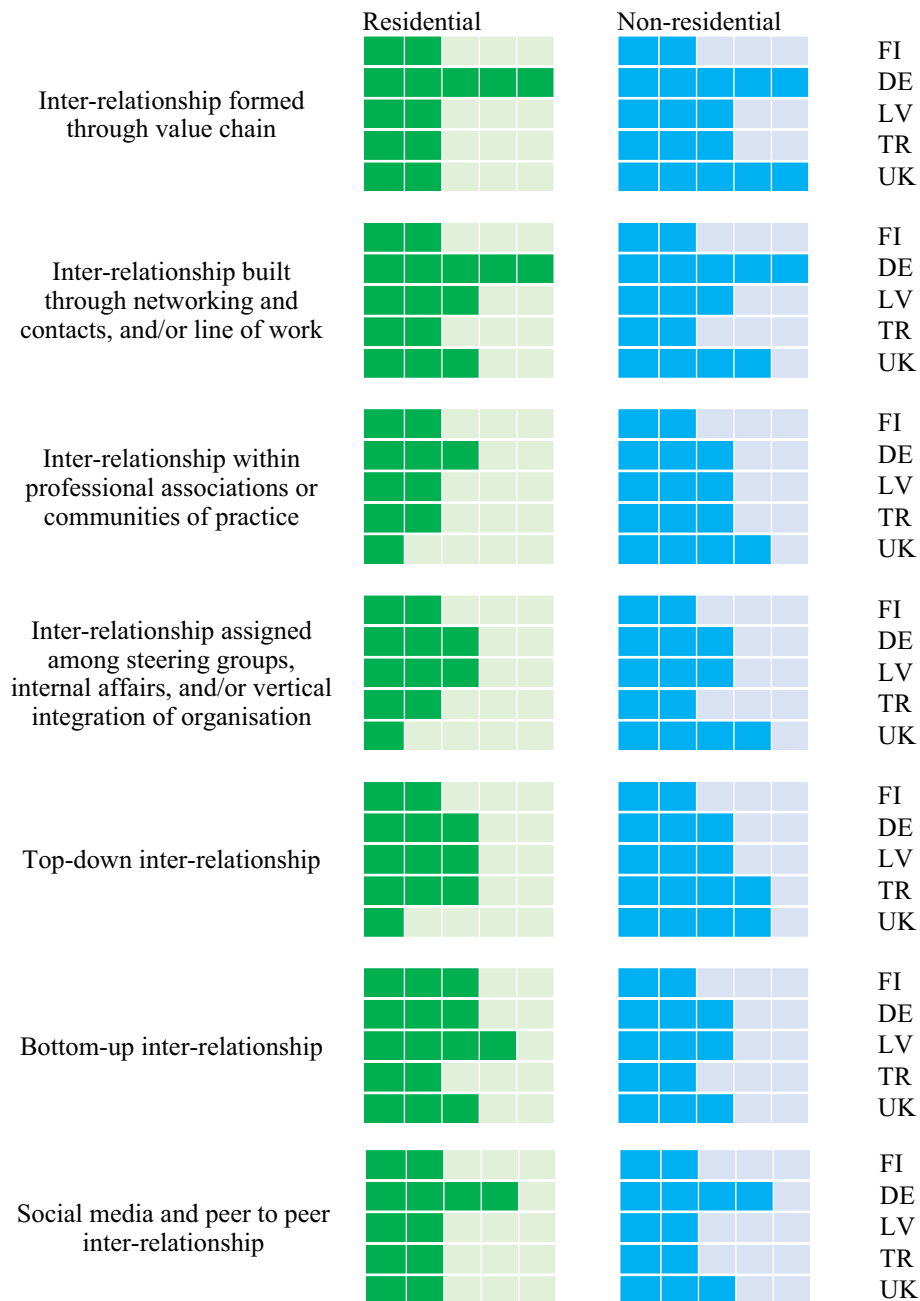 Residential
Non-residential
Inter-relationship formed
through value chain
FI
DE
LV
TR
UK
Inter-relationship built
through networking and
contacts, and/or line of work
FI
DE
LV
TR
UK
Inter-relationship within
professional associations or
communities of practice
FI
DE
LV
TR
UK
Inter-relationship assigned
among steering groups,
internal affairs, and/or vertical
integration of organisation
FI
DE
LV
TR
UK
Top-down inter-relationship
FI
DE
LV
TR
UK
Bottom-up inter-relationship
FI
DE
LV
TR
UK
Social media and peer to peer
inter-relationship
FI
DE
LV
TR
UK